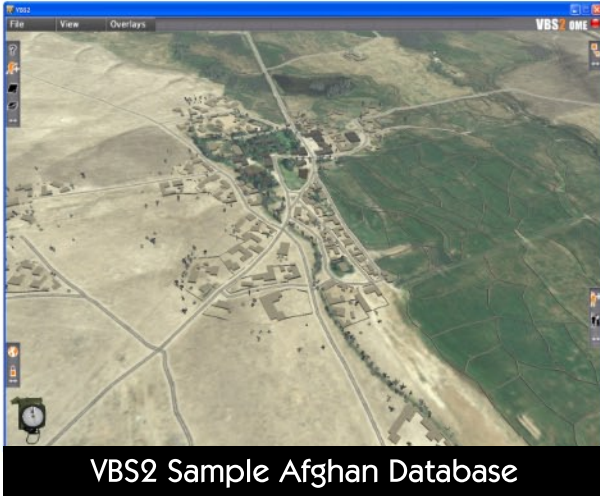 VBS2
File View Overlays
VBS2 OME
VBS2 Sample Afghan Database